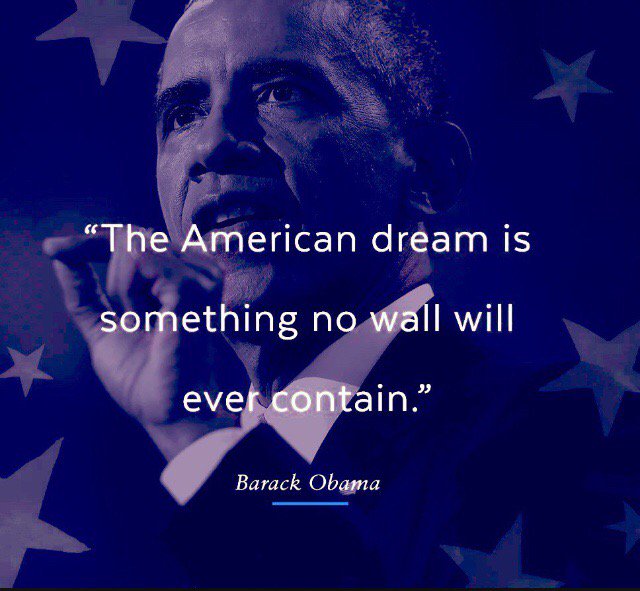 “The American dream is
something no wall will
ever contain.”
Barack Obama